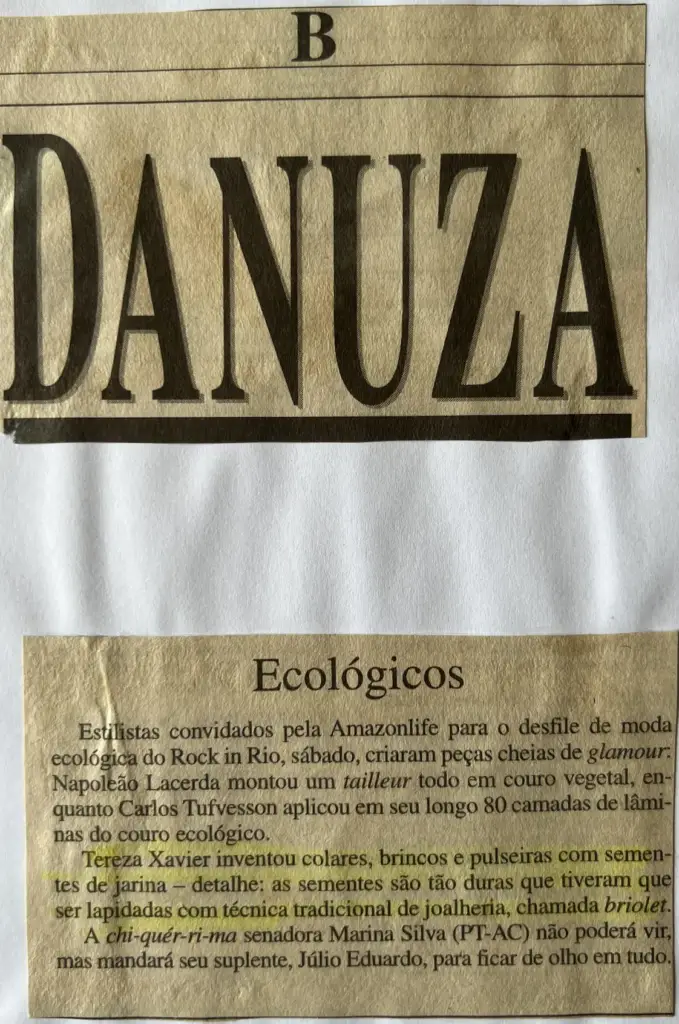 B
DANUZA
Ecológicos
Estilistas convidados pela Amazonlife para o desfile de moda
ecológica do Rock in Rio, sábado, criaram peças cheias de glamour.
Napoleão Lacerda montou um tailleur todo em couro vegetal, en-
quanto Carlos Tufvesson aplicou em seu longo 80 camadas de lâmi-
nas do couro ecológico.
Tereza Xavier inventou colares, brincos e pulseiras com semen-
tes de jarina – detalhe: as sementes são tão duras que tiveram que
ser lapidadas com técnica tradicional de joalheria, chamada briolet.
A chi-quér-ri-ma senadora Marina Silva (PT-AC) não poderá vir,
mas mandará seu suplente, Júlio Eduardo, para ficar de olho em tudo.